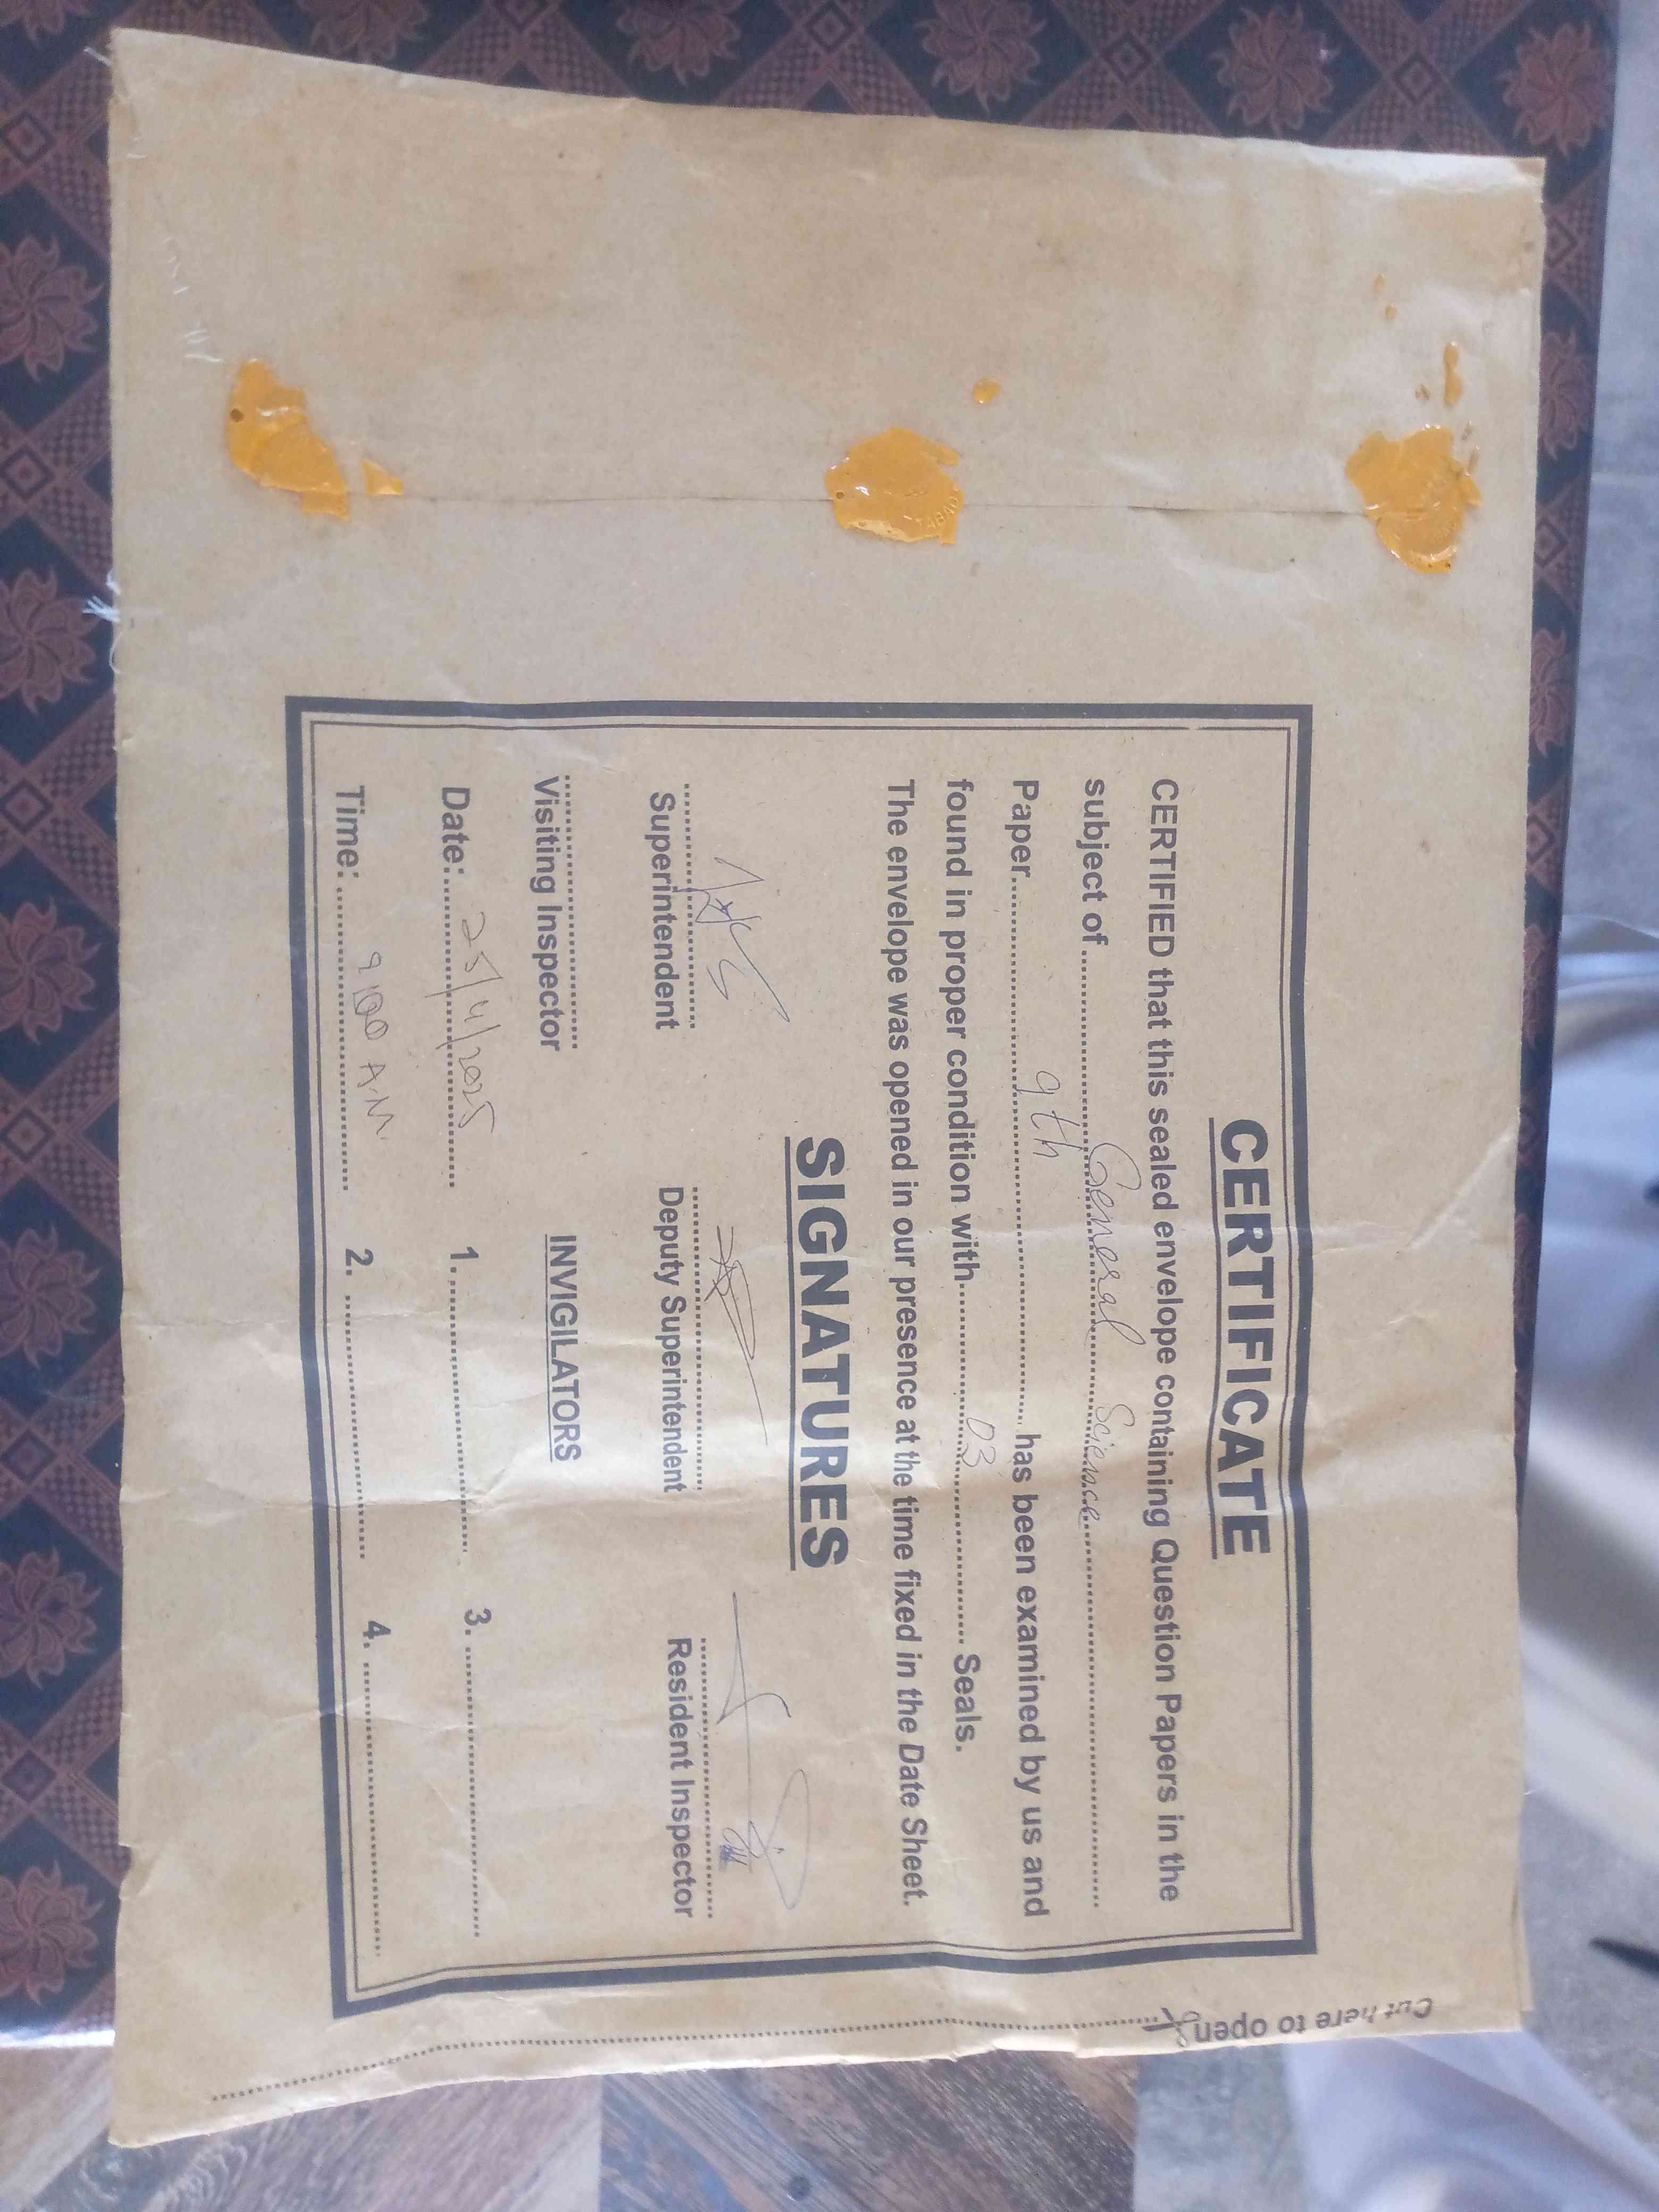 CERTIFICATE
CERTIFIED that this sealed envelope containing Question Papers in the
subject of General Science
Paper 9th has been examined by us and
found in proper condition with 03 Seals.
The envelope was opened in our presence at the time fixed in the Date Sheet.
SIGNATURES
Superintendent Deputy Superintendent Resident Inspector
Visiting Inspector INVIGILATORS
Date: 25/4/2025 1. 3.
Time: 9:00 A.M 2. 4.
Cut here to open